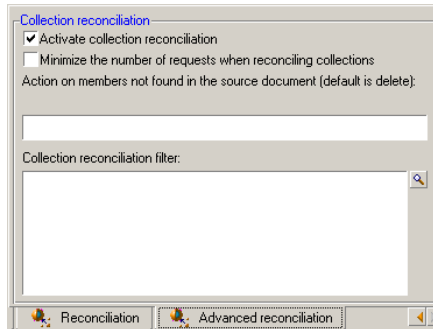 Collection reconciliation
Activate collection reconciliation
Minimize the number of requests when reconciling collections
Action on members not found in the source document (default is delete):
Collection reconciliation filter:
Reconciliation
Advanced reconciliation